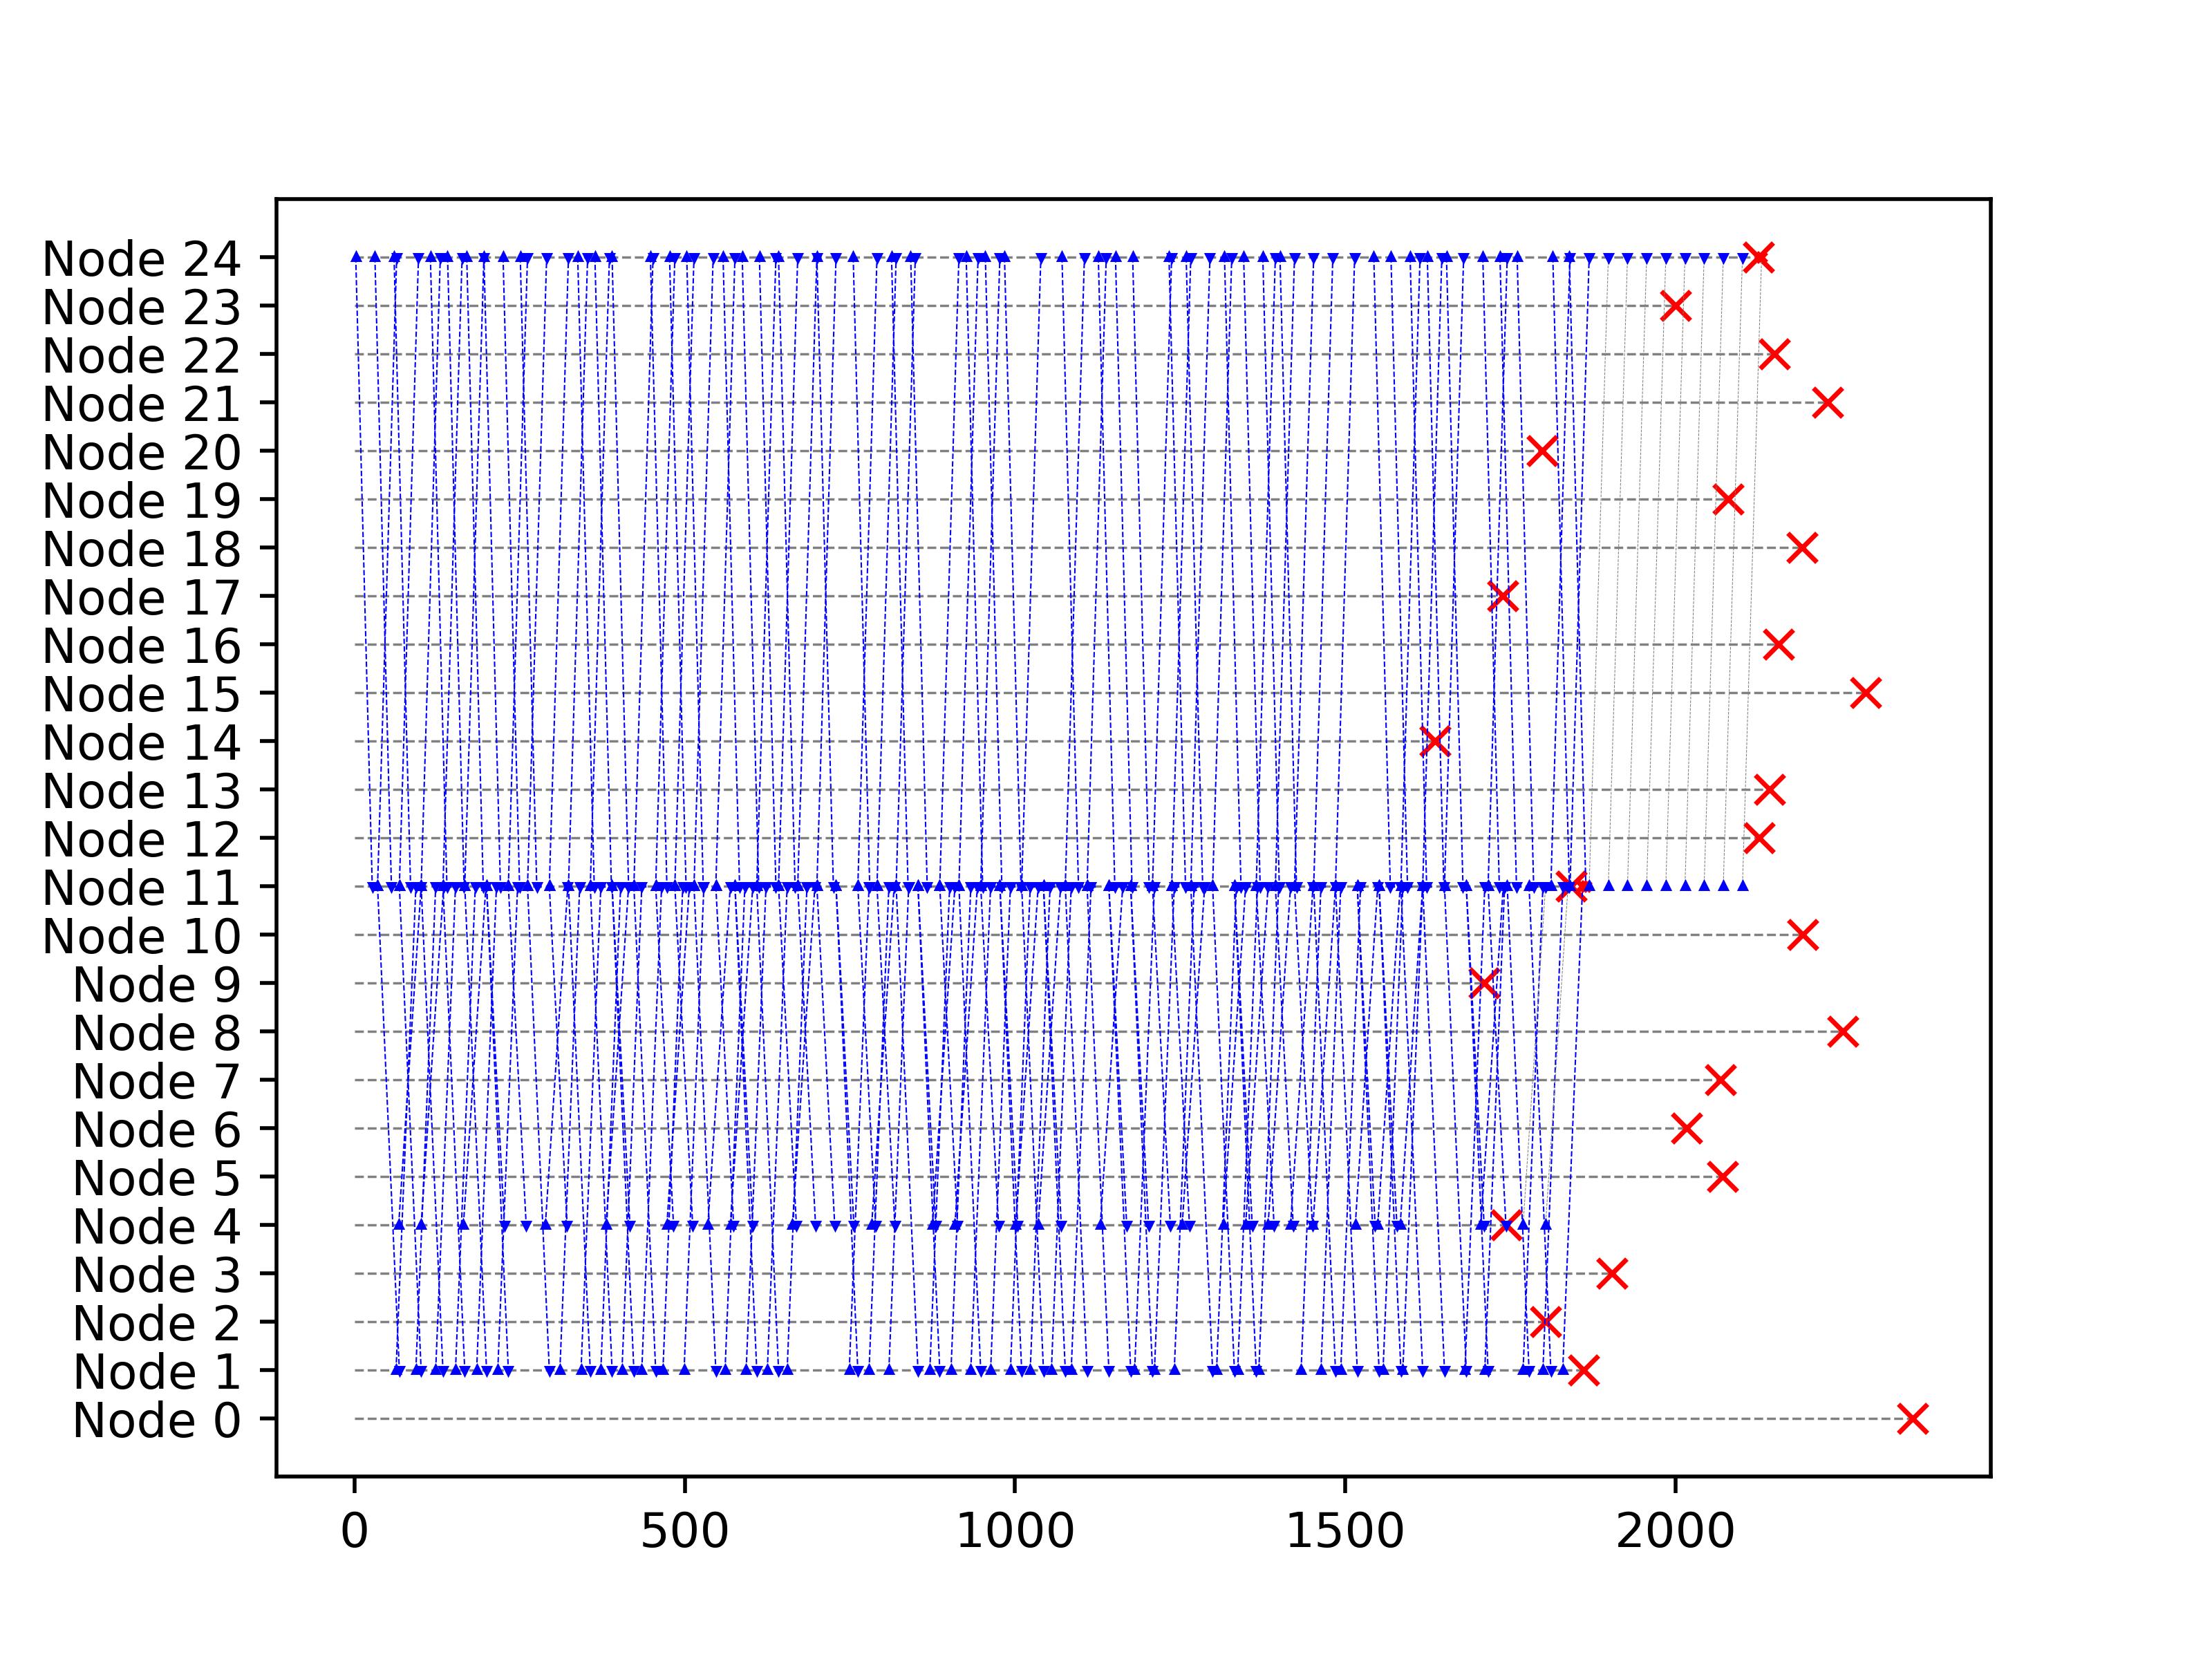 Node 24
Node 23
Node 22
Node 21
Node 20
Node 19
Node 18
Node 17
Node 16
Node 15
Node 14
Node 13
Node 12
Node 11
Node 10
Node 9
Node 8
Node 7
Node 6
Node 5
Node 4
Node 3
Node 2
Node 1
Node 0
0 500 1000 1500 2000